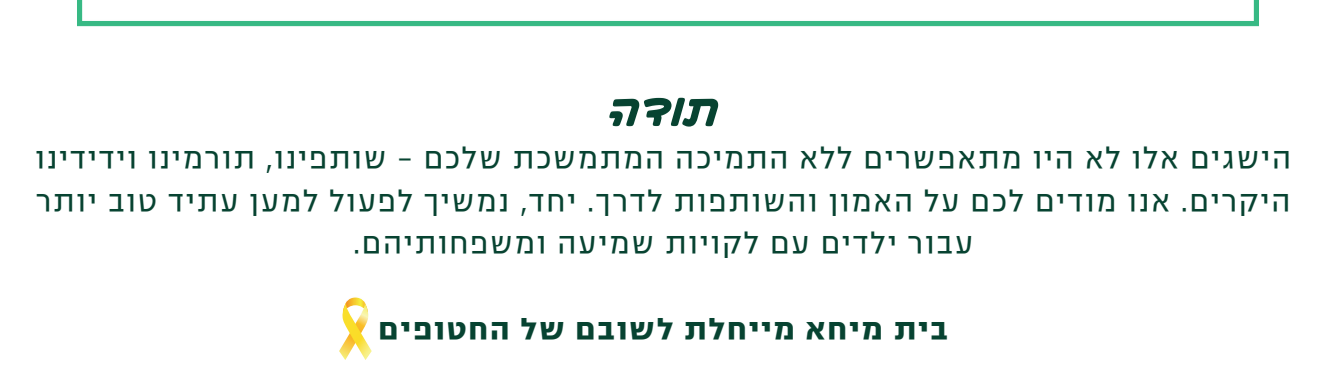 תודה
הישגים אלו לא היו מתאפשרים ללא התמיכה המתמשכת שלכם – שותפינו, תורמינו וידידינו
היקרים. אנו מודים לכם על האמון והשותפות לדרך. יחד, נמשיך לפעול למען עתיד טוב יותר
עבור ילדים עם לקויות שמיעה ומשפחותיהם.
בית מיחא מייחלת לשובם של החטופים